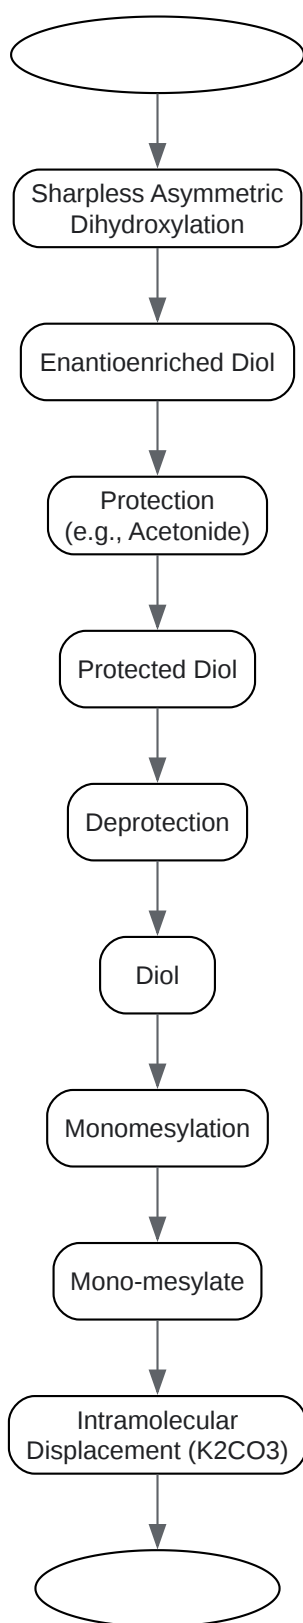 Sharpless Asymmetric
Dihydroxylation
Enantioenriched Diol
Protection
(e.g., Acetonide)
Protected Diol
Deprotection
Diol
Monomesylation
Mono-mesylate
Intramolecular
Displacement (K2CO3)